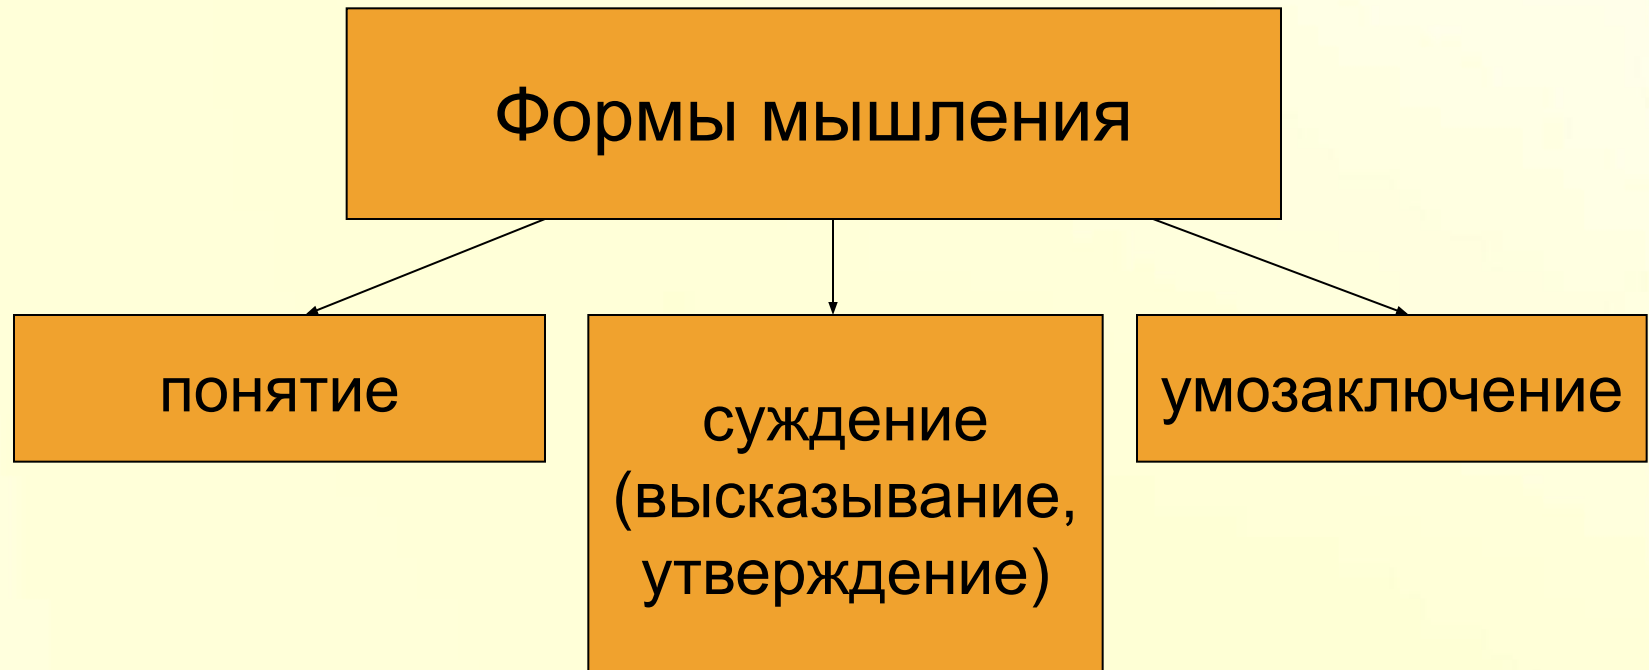 Формы мышления
понятие
суждение
(высказывание,
утверждение)
умозаключение